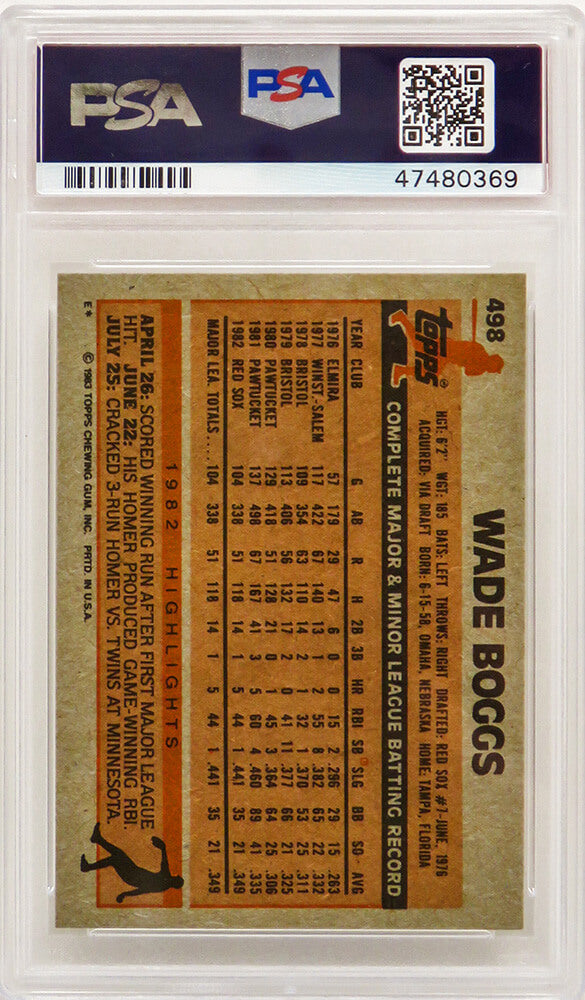 PSA
PSA
47480369
498
WADE BOGGS
Topps®
HGT: 6'2" WGT: 185 BATS: LEFT THROWS: RIGHT DRAFTED: RED SOX #7-JUNE, 1976
ACQUIRED: VIA DRAFT BORN: 6-15-58, OMAHA, NEBRASKA HOME: TAMPA, FLORIDA
COMPLETE MAJOR & MINOR LEAGUE BATTING RECORD
YEAR CLUB G AB R H 2B 3B HR RBI SB SLG BB SO AVG
1976 ELMIRA 57 179 29 47 6 0 0 15 2 .296 29 15 .263
1977 WINST.-SALEM 117 422 67 140 13 1 2 55 8 .382 65 22 .332
1978 BRISTOL 109 354 63 110 14 2 1 32 1 .370 53 25 .311
1979 BRISTOL 113 406 56 132 17 2 0 41 11 .377 66 21 .325
1980 PAWTUCKET 129 418 51 128 21 0 1 45 3 .364 64 25 .306
1981 PAWTUCKET 137 498 67 167 41 3 5 60 4 .460 89 41 .335
1982 RED SOX 104 338 51 118 14 1 5 44 1 .441 35 21 .349
MAJOR LEA. TOTALS.... 104 338 51 118 14 1 5 44 1 .441 35 21 .349
1982 HIGHLIGHTS
APRIL 26: SCORED WINNING RUN AFTER FIRST MAJOR LEAGUE
HIT. JUNE 22: HIS HOMER PRODUCED GAME-WINNING RBI.
JULY 25: CRACKED 3-RUN HOMER VS. TWINS AT MINNESOTA.
E* © 1983 TOPPS CHEWING GUM, INC. PRTD. IN U.S.A.